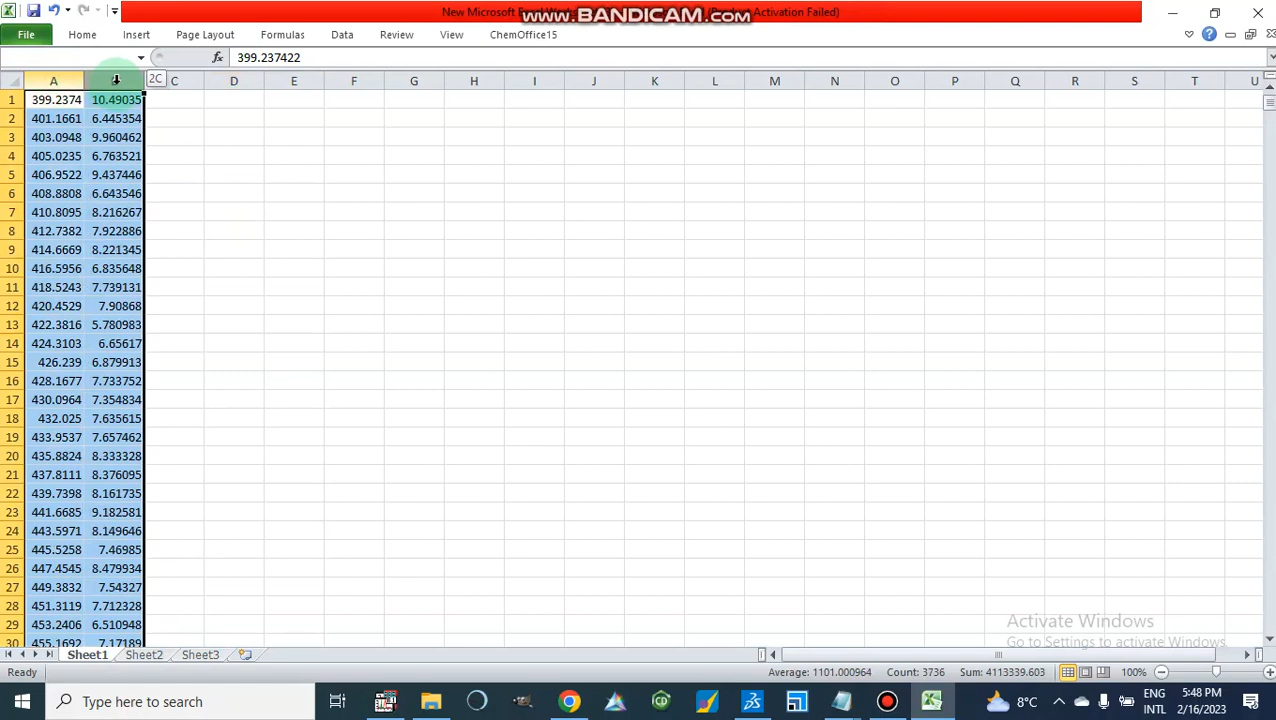 New Microsoft Excel Work
www.BANDICAM.com
Activation Failed)
File Home Insert Page Layout Formulas Data Review View ChemOffice15
fx 399.237422
A 2C C D E F G H I J K L M N O P Q R S T U
1 399.2374 10.49035
2 401.1661 6.445354
3 403.0948 9.960462
4 405.0235 6.763521
5 406.9522 9.437446
6 408.8808 6.643546
7 410.8095 8.216267
8 412.7382 7.922886
9 414.6669 8.221345
10 416.5956 6.835648
11 418.5243 7.739131
12 420.4529 7.90868
13 422.3816 5.780983
14 424.3103 6.65617
15 426.239 6.879913
16 428.1677 7.733752
17 430.0964 7.354834
18 432.025 7.635615
19 433.9537 7.657462
20 435.8824 8.333328
21 437.8111 8.376095
22 439.7398 8.161735
23 441.6685 9.182581
24 443.5971 8.149646
25 445.5258 7.46985
26 447.4545 8.479934
27 449.3832 7.54327
28 451.3119 7.712328
29 453.2406 6.510948
30 455.1692 7.17189
Activate Windows
Go to Settings to activate Windows.
Sheet1 Sheet2 Sheet3
Ready Average: 1101.000964 Count: 3736 Sum: 4113339.603 100%
Type here to search 8°C ENG INTL 5:48 PM 2/16/2023